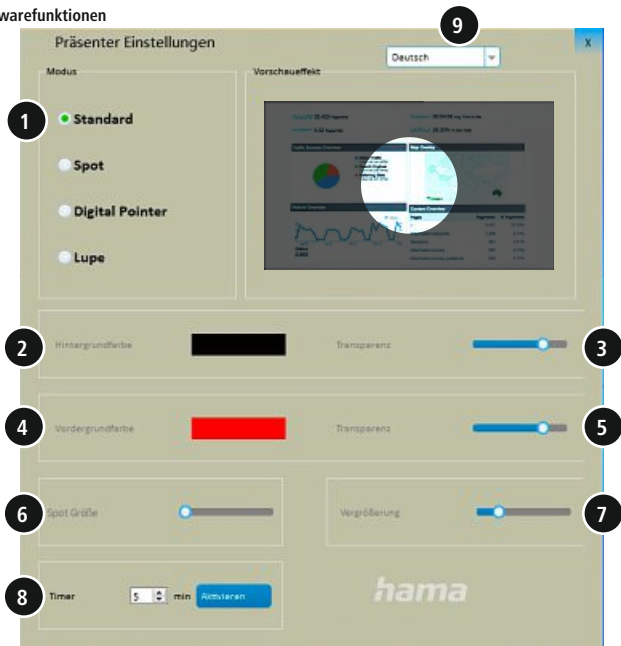 warefunktionen
9
Präsenter Einstellungen
Deutsch
x
Modus
Vorschaueffekt
1
Standard
Spot
Digital Pointer
Lupe
2
Hintergrundfarbe
Transparenz
3
4
Vordergrundfarbe
Transparenz
5
6
Spot Größe
Vergrößerung
7
8
Timer
5
min
Aktivieren
hama